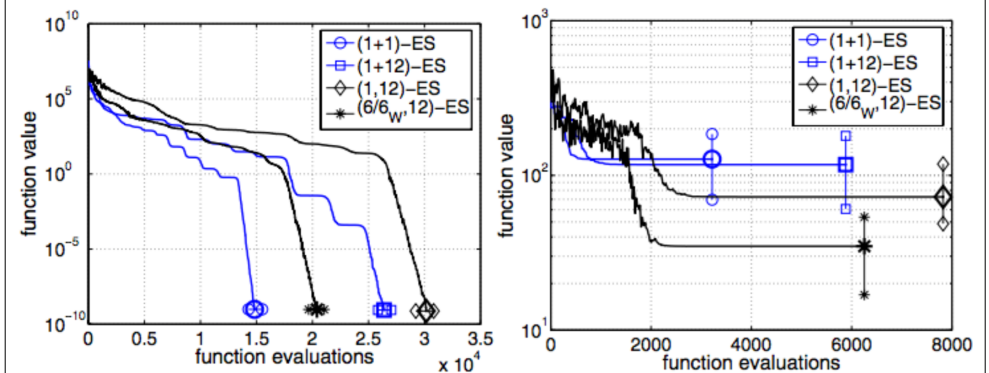 10^10
10^5
10^0
10^−5
10^−10
function value
(1+1)−ES
(1+12)−ES
(1,12)−ES
(6/6_W,12)−ES
0 0.5 1 1.5 2 2.5 3 3.5
function evaluations
x 10^4
10^3
10^2
10^1
function value
(1+1)−ES
(1+12)−ES
(1,12)−ES
(6/6_W,12)−ES
0 2000 4000 6000 8000
function evaluations